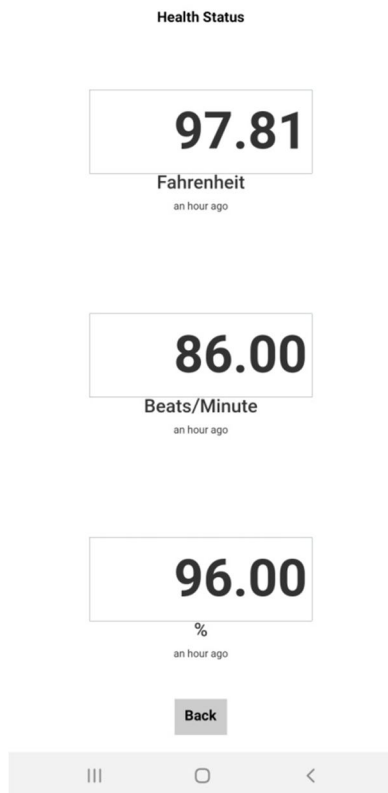 Health Status
97.81
Fahrenheit
an hour ago
86.00
Beats/Minute
an hour ago
96.00
%
an hour ago
Back